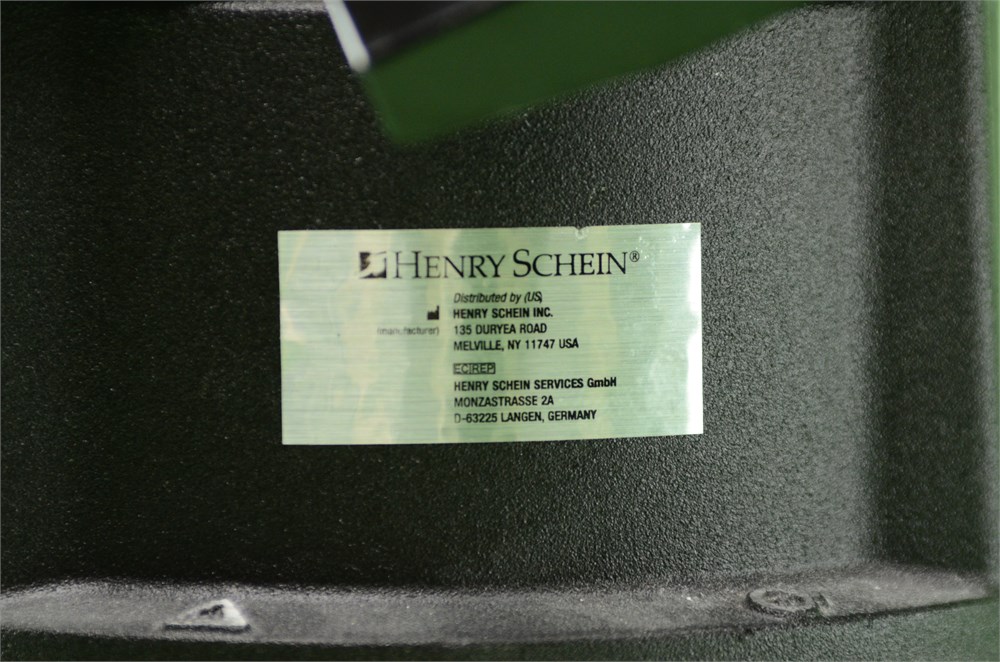 HENRY SCHEIN®
Distributed by (US)
HENRY SCHEIN INC.
(manufacturer)
135 DURYEA ROAD
MELVILLE, NY 11747 USA
EC REP
HENRY SCHEIN SERVICES GmbH
MONZASTRASSE 2A
D-63225 LANGEN, GERMANY